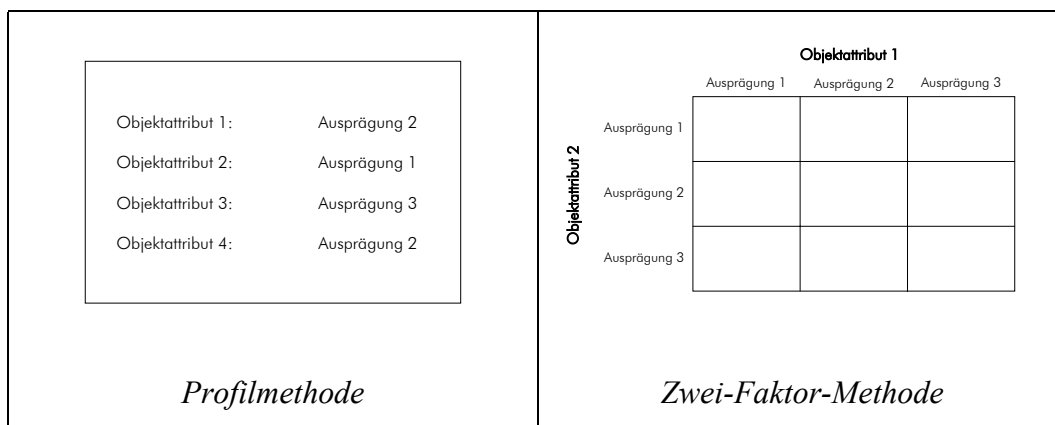 Objektattribut 1: Ausprägung 2
Objektattribut 2: Ausprägung 1
Objektattribut 3: Ausprägung 3
Objektattribut 4: Ausprägung 2
Profilmethode
Objektattribut 1
Ausprägung 1 Ausprägung 2 Ausprägung 3
Objektattribut 2
Ausprägung 1
Ausprägung 2
Ausprägung 3
Zwei-Faktor-Methode